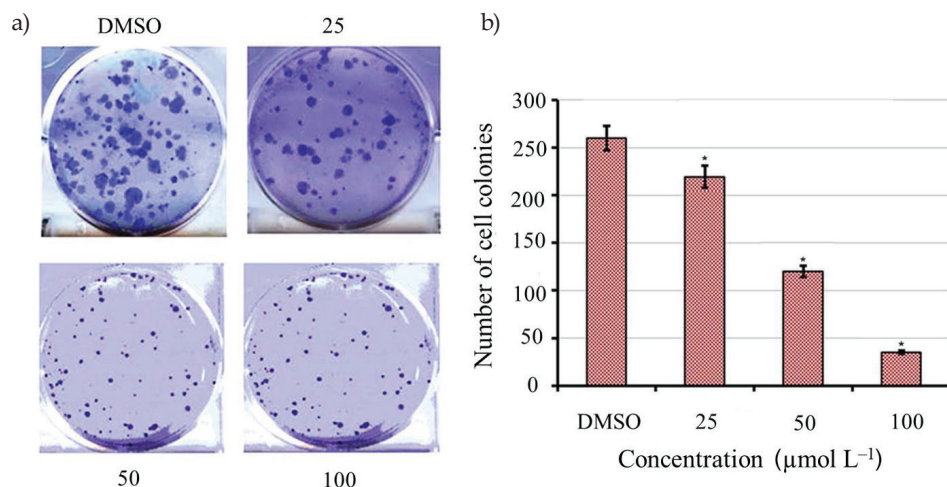 a)
DMSO 25
50 100
b)
Number of cell colonies
300
250
200
150
100
50
0
* * *
DMSO 25 50 100
Concentration (µmol L⁻¹)